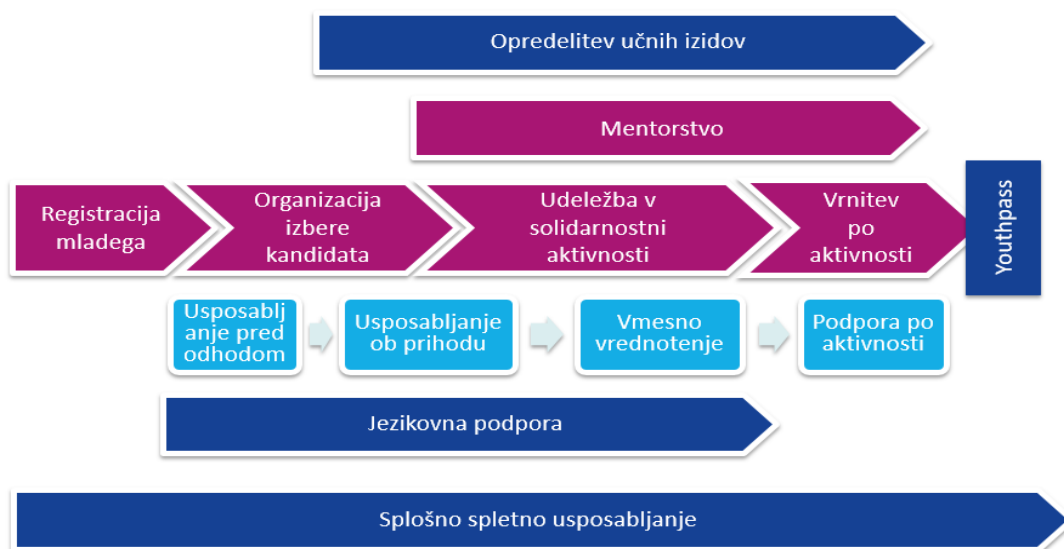 Opredelitev učnih izidov
Mentorstvo
Registracija
mladega
Organizacija
izbere
kandidata
Udeležba v
solidarnostni
aktivnosti
Vrnitev
po
aktivnosti
Youthpass
Usposablj
anje pred
odhodom
Usposabljanje
ob prihodu
Vmesno
vrednotenje
Podpora po
aktivnosti
Jezikovna podpora
Splošno spletno usposabljanje